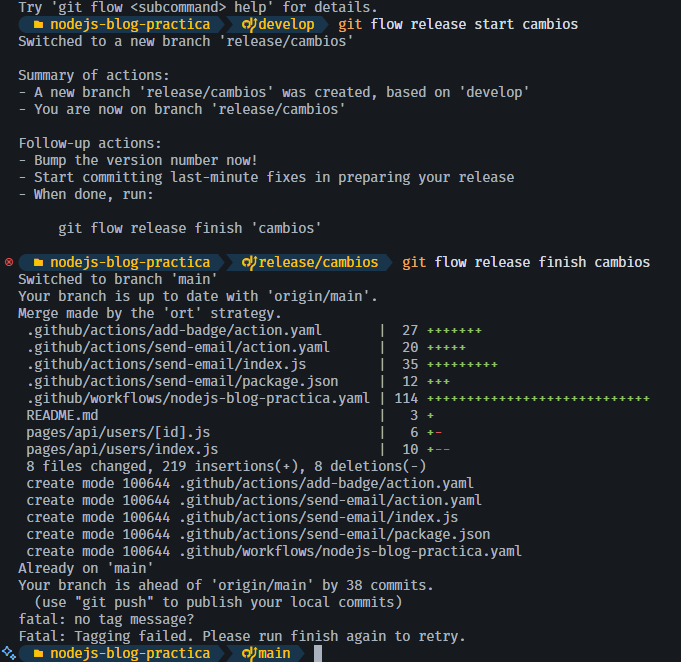 Try 'git flow <subcommand> help' for details.
nodejs-blog-practica develop git flow release start cambios
Switched to a new branch 'release/cambios'
Summary of actions:
- A new branch 'release/cambios' was created, based on 'develop'
- You are now on branch 'release/cambios'
Follow-up actions:
- Bump the version number now!
- Start committing last-minute fixes in preparing your release
- When done, run:
git flow release finish 'cambios'
nodejs-blog-practica release/cambios git flow release finish cambios
Switched to branch 'main'
Your branch is up to date with 'origin/main'.
Merge made by the 'ort' strategy.
.github/actions/add-badge/action.yaml | 27 +++++++
.github/actions/send-email/action.yaml | 20 +++++
.github/actions/send-email/index.js | 35 +++++++++
.github/actions/send-email/package.json | 12 +++
.github/workflows/nodejs-blog-practica.yaml | 114 ++++++++++++++++++++++++++++
README.md | 3 +
pages/api/users/[id].js | 6 +-
pages/api/users/index.js | 10 +--
8 files changed, 219 insertions(+), 8 deletions(-)
create mode 100644 .github/actions/add-badge/action.yaml
create mode 100644 .github/actions/send-email/action.yaml
create mode 100644 .github/actions/send-email/index.js
create mode 100644 .github/actions/send-email/package.json
create mode 100644 .github/workflows/nodejs-blog-practica.yaml
Already on 'main'
Your branch is ahead of 'origin/main' by 38 commits.
(use "git push" to publish your local commits)
fatal: no tag message?
Fatal: Tagging failed. Please run finish again to retry.
nodejs-blog-practica main